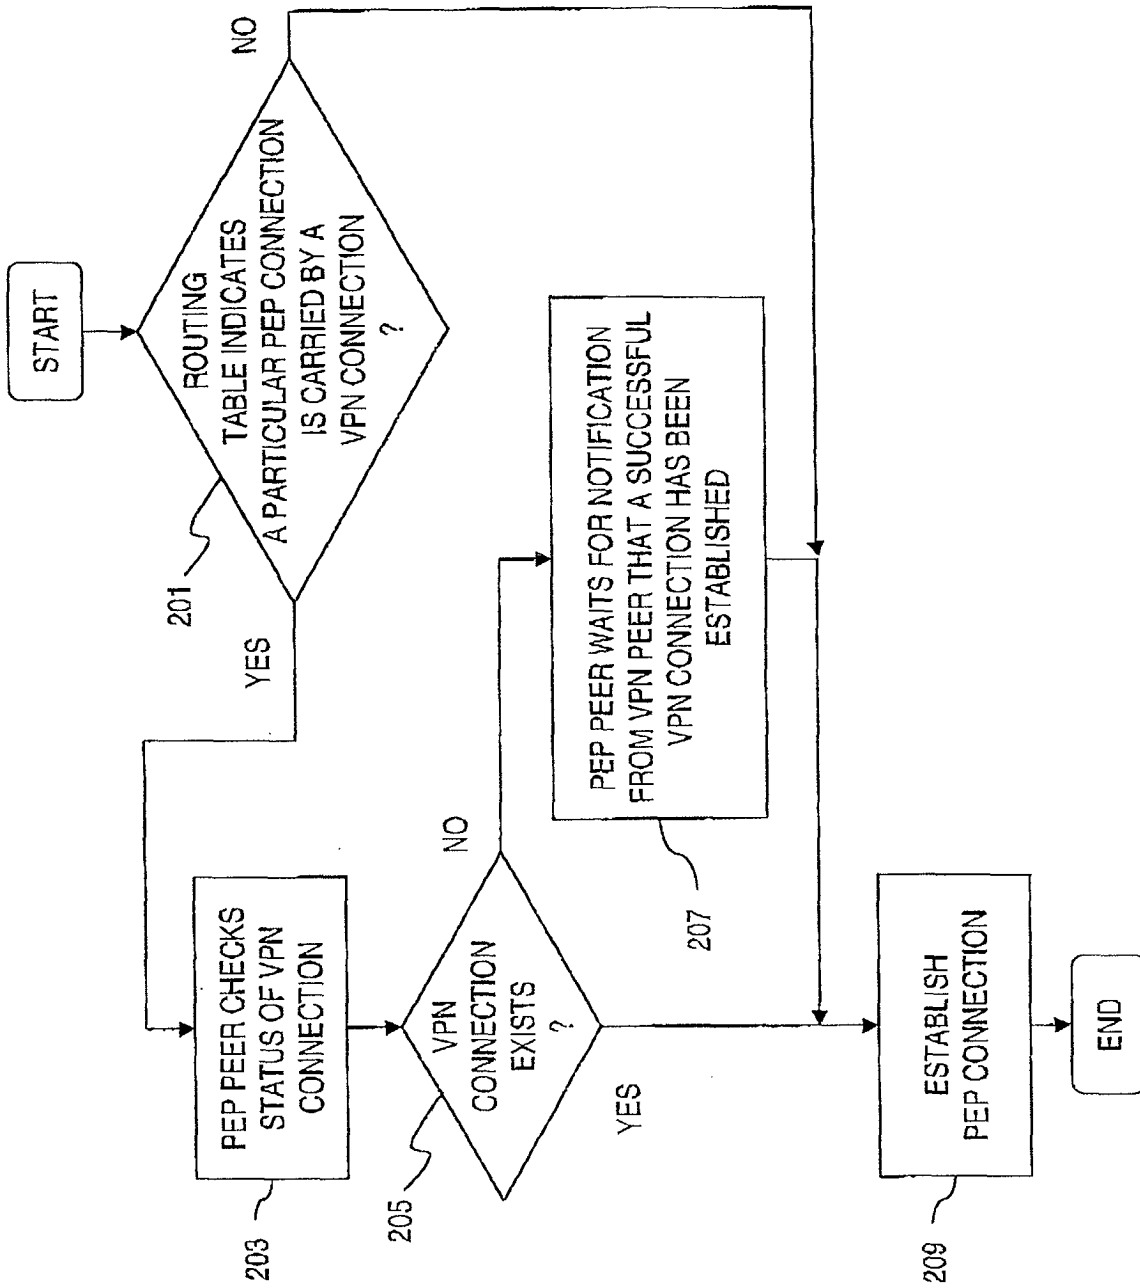 START
ROUTING
TABLE INDICATES
A PARTICULAR PEP CONNECTION
IS CARRIED BY A
VPN CONNECTION
?
201
YES
NO
PEP PEER CHECKS
STATUS OF VPN
CONNECTION
203
VPN
CONNECTION
EXISTS
?
205
NO
YES
PEP PEER WAITS FOR NOTIFICATION
FROM VPN PEER THAT A SUCCESSFUL
VPN CONNECTION HAS BEEN
ESTABLISHED
207
ESTABLISH
PEP CONNECTION
209
END